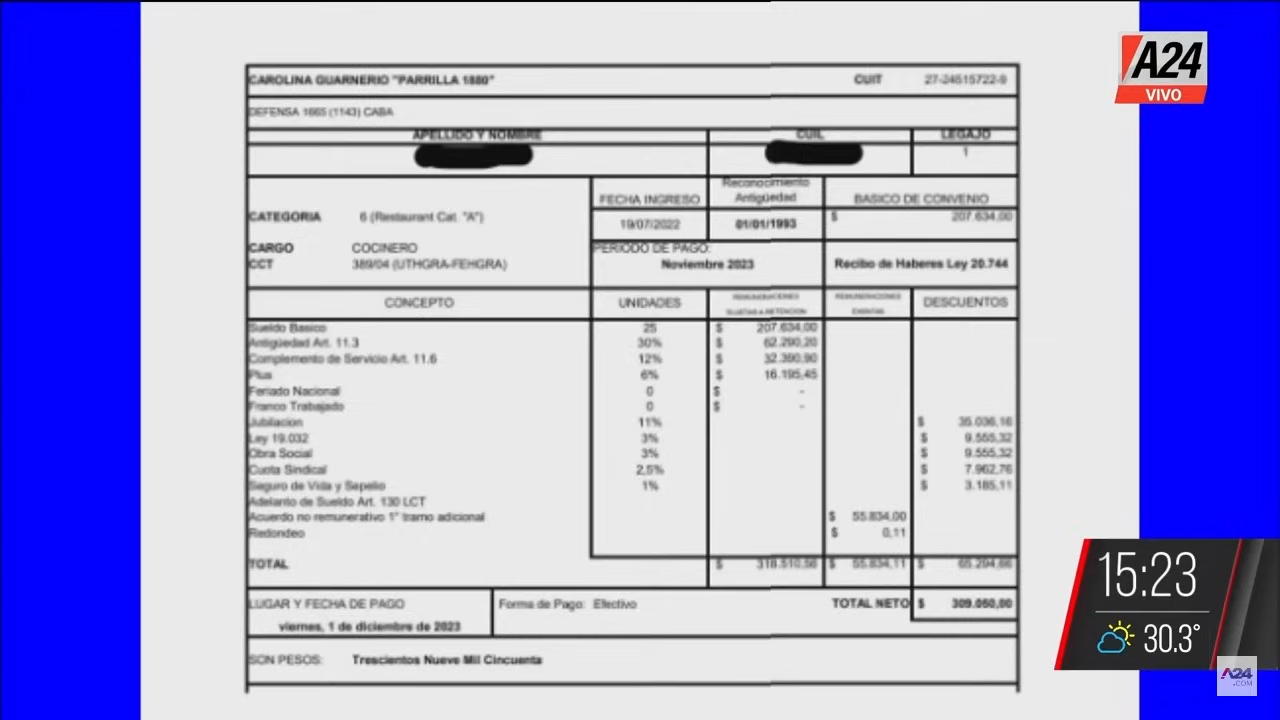 A24
VIVO
CAROLINA GUARNERIO "PARRILLA 1880" CUIT 27-24515722-9
DEFENSA 1665 (1143) CABA
APELLIDO Y NOMBRE CUIL LEGAJO
1
Reconocimiento
FECHA INGRESO Antigüedad BASICO DE CONVENIO
CATEGORIA 6 (Restaurant Cat. "A") 19/07/2022 01/01/1993 $ 207.634,00
CARGO COCINERO PERIODO DE PAGO:
CCT 389/04 (UTHGRA-FEHGRA) Noviembre 2023 Recibo de Haberes Ley 20.744
CONCEPTO UNIDADES REMUNERACIONES SUJETAS A RETENCION REMUNERACIONES EXENTAS DESCUENTOS
Sueldo Basico 25 $ 207.634,00
Antigüedad Art. 11.3 30% $ 62.290,20
Complemento de Servicio Art. 11.6 12% $ 32.390,90
Plus 6% $ 16.195,45
Feriado Nacional 0 $ -
Franco Trabajado 0 $ -
Jubilacion 11% $ 35.036,16
Ley 19.032 3% $ 9.555,32
Obra Social 3% $ 9.555,32
Cuota Sindical 2,5% $ 7.962,76
Seguro de Vida y Sepelio 1% $ 3.185,11
Adelanto de Sueldo Art. 130 LCT
Acuerdo no remunerativo 1° tramo adicional $ 55.834,00
Redondeo $ 0,11
TOTAL $ 318.510,56 $ 55.834,11 $ 65.294,66
LUGAR Y FECHA DE PAGO Forma de Pago: Efectivo TOTAL NETO $ 309.050,00
viernes, 1 de diciembre de 2023
SON PESOS: Trescientos Nueve Mil Cincuenta
15:23
30.3°
A24
.COM